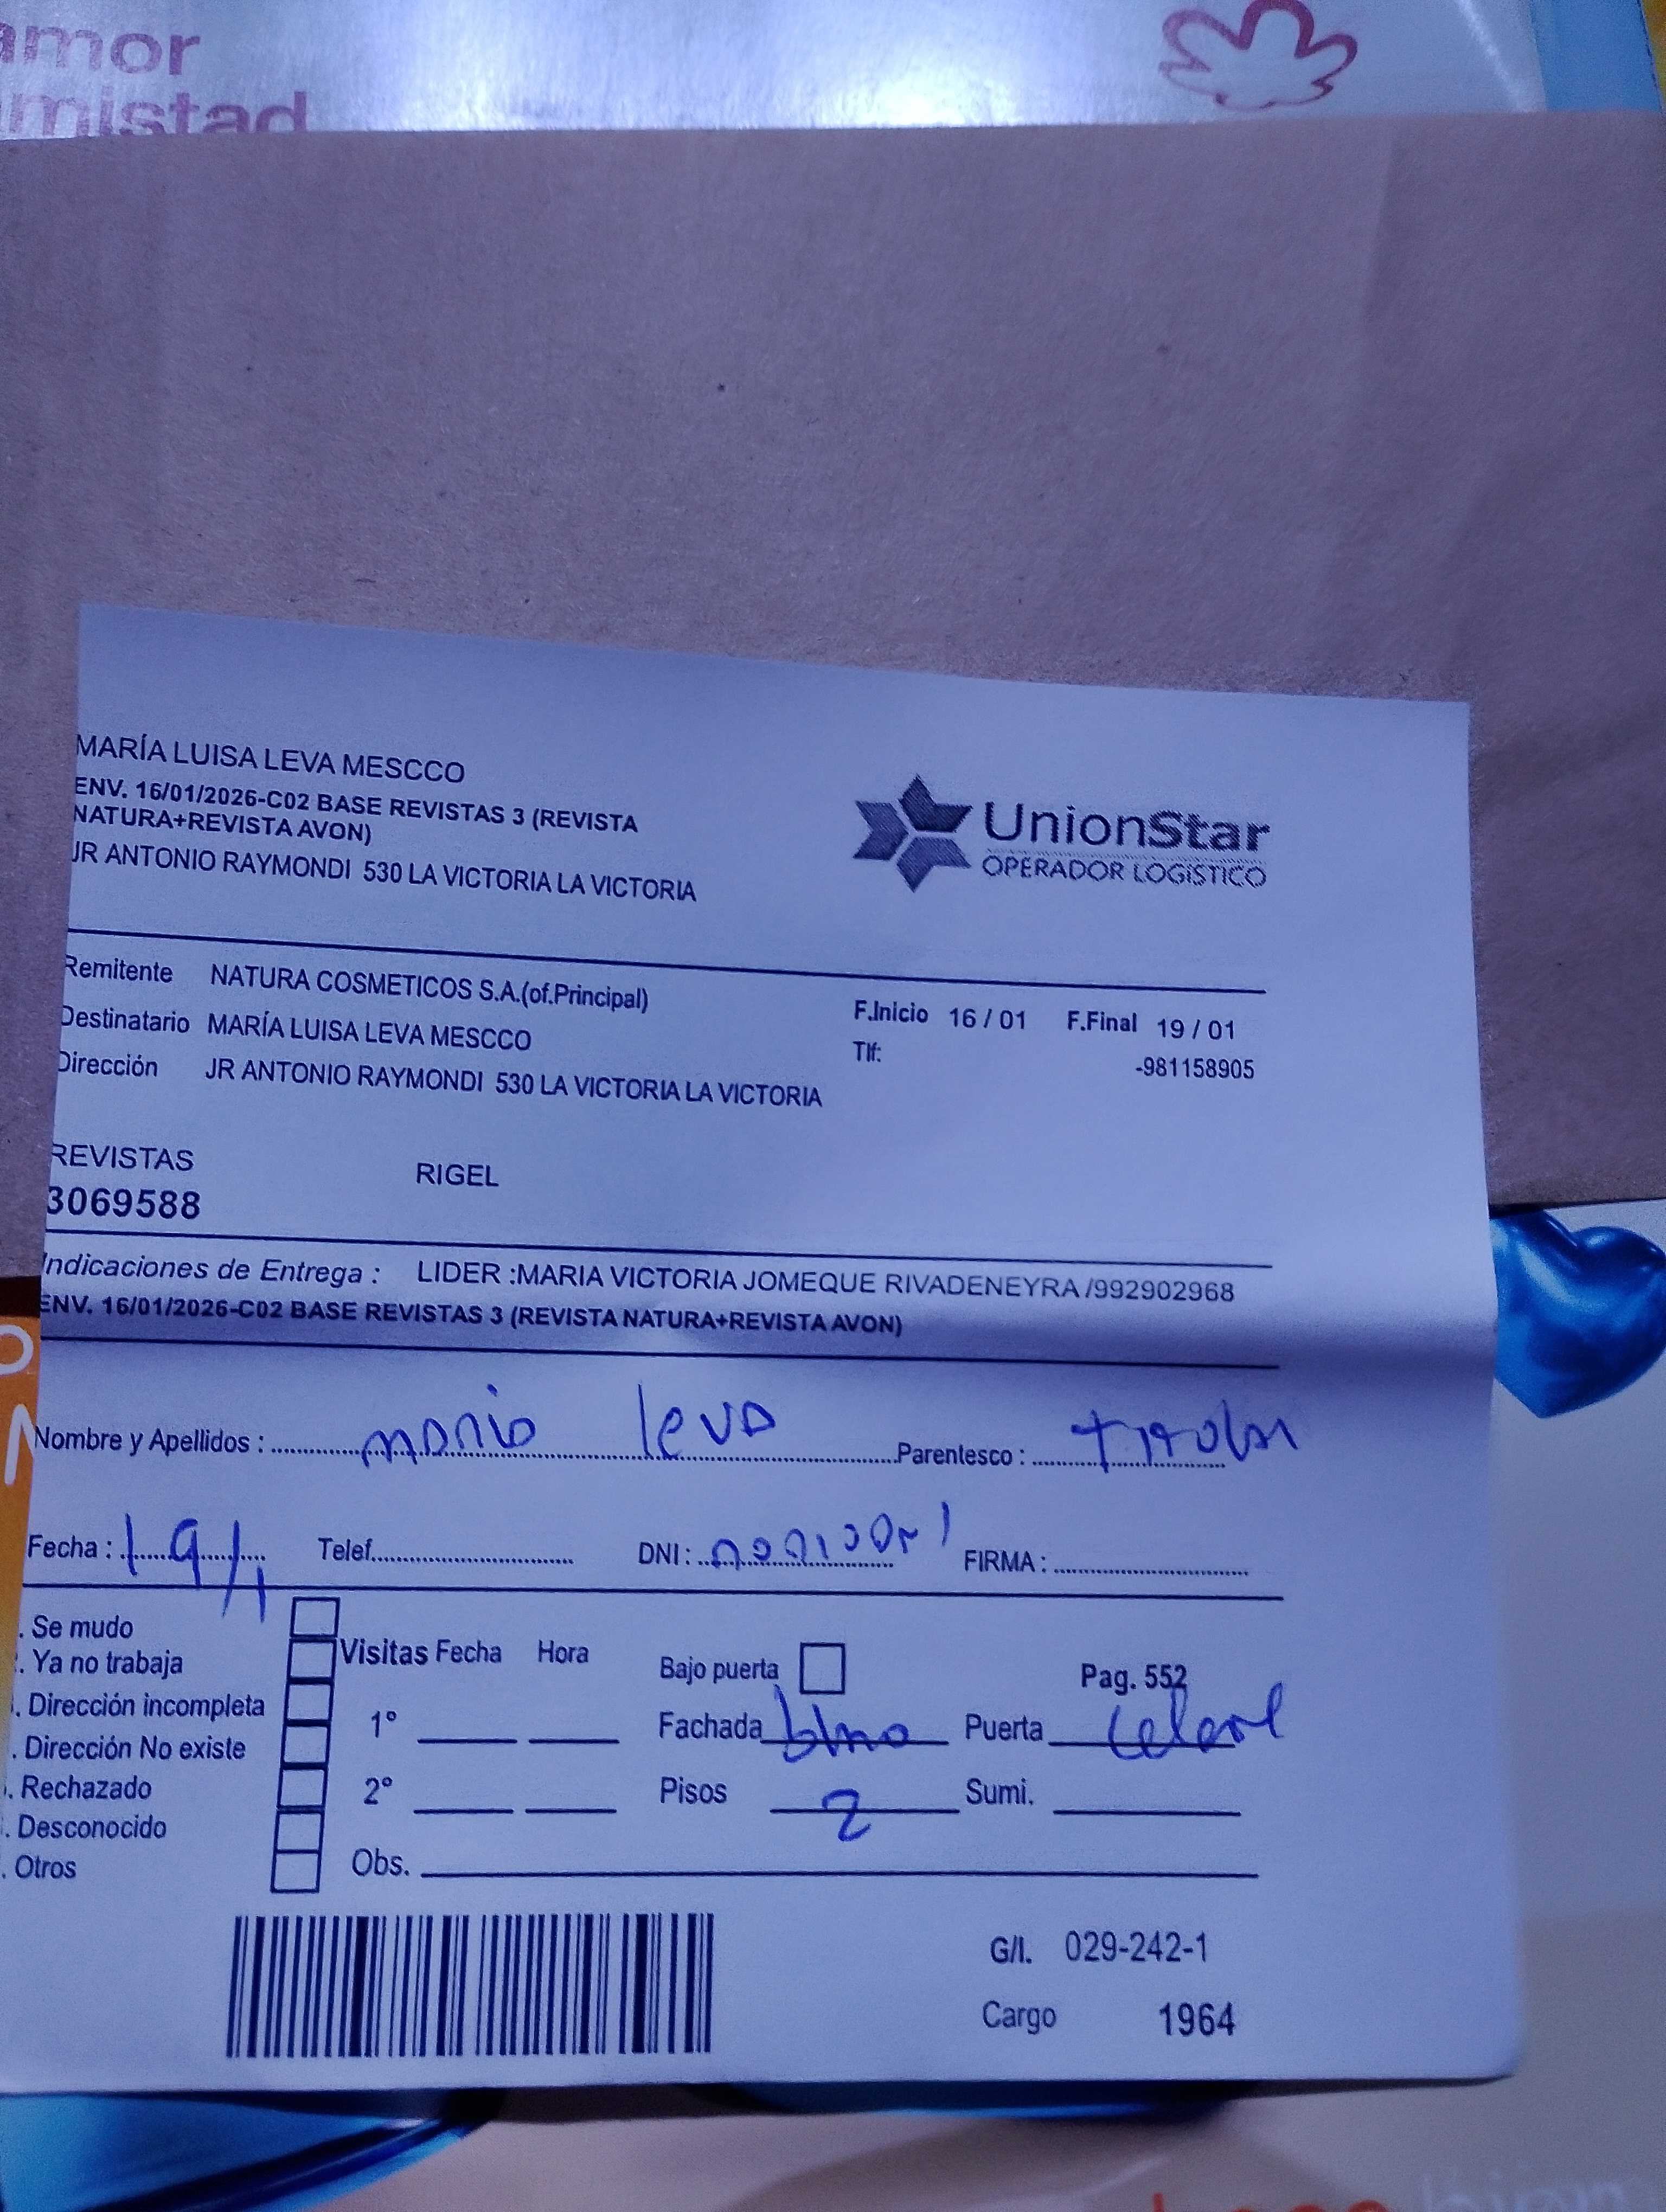 amor
mistad
MARÍA LUISA LEVA MESCCO
ENV. 16/01/2026-C02 BASE REVISTAS 3 (REVISTA
NATURA+REVISTA AVON)
JR ANTONIO RAYMONDI 530 LA VICTORIA LA VICTORIA
UnionStar
OPERADOR LOGÍSTICO
Remitente NATURA COSMETICOS S.A.(of.Principal)
Destinatario MARÍA LUISA LEVA MESCCO
Dirección JR ANTONIO RAYMONDI 530 LA VICTORIA LA VICTORIA
F.Inicio 16 / 01 F.Final 19 / 01
Tlf: -981158905
REVISTAS RIGEL
3069588
Indicaciones de Entrega : LIDER :MARIA VICTORIA JOMEQUE RIVADENEYRA /992902968
ENV. 16/01/2026-C02 BASE REVISTAS 3 (REVISTA NATURA+REVISTA AVON)
Nombre y Apellidos : maria leva Parentesco :
Fecha : 19/1 Telef. DNI : FIRMA :
. Se mudo
. Ya no trabaja
. Dirección incompleta
. Dirección No existe
. Rechazado
. Desconocido
. Otros
Visitas Fecha Hora
1°
2°
Obs.
Bajo puerta Pag. 552
Fachada Puerta
Pisos 2 Sumi.
G/I. 029-242-1
Cargo 1964